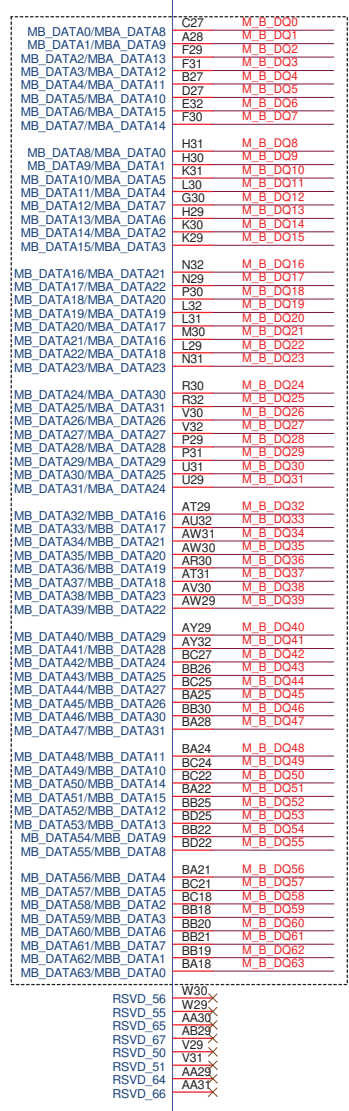 MB_DATA0/MBA_DATA8 C27 M_B_DQ0
MB_DATA1/MBA_DATA9 A28 M_B_DQ1
MB_DATA2/MBA_DATA13 F29 M_B_DQ2
MB_DATA3/MBA_DATA12 F31 M_B_DQ3
MB_DATA4/MBA_DATA11 B27 M_B_DQ4
MB_DATA5/MBA_DATA10 D27 M_B_DQ5
MB_DATA6/MBA_DATA15 E32 M_B_DQ6
MB_DATA7/MBA_DATA14 F30 M_B_DQ7
MB_DATA8/MBA_DATA0 H31 M_B_DQ8
MB_DATA9/MBA_DATA1 H30 M_B_DQ9
MB_DATA10/MBA_DATA5 K31 M_B_DQ10
MB_DATA11/MBA_DATA4 L30 M_B_DQ11
MB_DATA12/MBA_DATA7 G30 M_B_DQ12
MB_DATA13/MBA_DATA6 H29 M_B_DQ13
MB_DATA14/MBA_DATA2 K30 M_B_DQ14
MB_DATA15/MBA_DATA3 K29 M_B_DQ15
MB_DATA16/MBA_DATA21 N32 M_B_DQ16
MB_DATA17/MBA_DATA22 N29 M_B_DQ17
MB_DATA18/MBA_DATA20 P30 M_B_DQ18
MB_DATA19/MBA_DATA19 L32 M_B_DQ19
MB_DATA20/MBA_DATA17 L31 M_B_DQ20
MB_DATA21/MBA_DATA16 M30 M_B_DQ21
MB_DATA22/MBA_DATA18 L29 M_B_DQ22
MB_DATA23/MBA_DATA23 N31 M_B_DQ23
MB_DATA24/MBA_DATA30 R30 M_B_DQ24
MB_DATA25/MBA_DATA31 R32 M_B_DQ25
MB_DATA26/MBA_DATA26 V30 M_B_DQ26
MB_DATA27/MBA_DATA27 V32 M_B_DQ27
MB_DATA28/MBA_DATA28 P29 M_B_DQ28
MB_DATA29/MBA_DATA29 P31 M_B_DQ29
MB_DATA30/MBA_DATA25 U31 M_B_DQ30
MB_DATA31/MBA_DATA24 U29 M_B_DQ31
MB_DATA32/MBB_DATA16 AT29 M_B_DQ32
MB_DATA33/MBB_DATA17 AU32 M_B_DQ33
MB_DATA34/MBB_DATA21 AW31 M_B_DQ34
MB_DATA35/MBB_DATA20 AW30 M_B_DQ35
MB_DATA36/MBB_DATA19 AR30 M_B_DQ36
MB_DATA37/MBB_DATA18 AT31 M_B_DQ37
MB_DATA38/MBB_DATA23 AV30 M_B_DQ38
MB_DATA39/MBB_DATA22 AW29 M_B_DQ39
MB_DATA40/MBB_DATA29 AY29 M_B_DQ40
MB_DATA41/MBB_DATA28 AY32 M_B_DQ41
MB_DATA42/MBB_DATA24 BC27 M_B_DQ42
MB_DATA43/MBB_DATA25 BB26 M_B_DQ43
MB_DATA44/MBB_DATA27 BC25 M_B_DQ44
MB_DATA45/MBB_DATA26 BA25 M_B_DQ45
MB_DATA46/MBB_DATA30 BB30 M_B_DQ46
MB_DATA47/MBB_DATA31 BA28 M_B_DQ47
MB_DATA48/MBB_DATA11 BA24 M_B_DQ48
MB_DATA49/MBB_DATA10 BC24 M_B_DQ49
MB_DATA50/MBB_DATA14 BC22 M_B_DQ50
MB_DATA51/MBB_DATA15 BA22 M_B_DQ51
MB_DATA52/MBB_DATA12 BB25 M_B_DQ52
MB_DATA53/MBB_DATA13 BD25 M_B_DQ53
MB_DATA54/MBB_DATA9 BB22 M_B_DQ54
MB_DATA55/MBB_DATA8 BD22 M_B_DQ55
MB_DATA56/MBB_DATA4 BA21 M_B_DQ56
MB_DATA57/MBB_DATA5 BC21 M_B_DQ57
MB_DATA58/MBB_DATA2 BC18 M_B_DQ58
MB_DATA59/MBB_DATA3 BB18 M_B_DQ59
MB_DATA60/MBB_DATA6 BB20 M_B_DQ60
MB_DATA61/MBB_DATA7 BB21 M_B_DQ61
MB_DATA62/MBB_DATA1 BB19 M_B_DQ62
MB_DATA63/MBB_DATA0 BA18 M_B_DQ63
RSVD_56 W30
RSVD_55 W29
RSVD_65 AA30
RSVD_67 AB29
RSVD_50 V29
RSVD_51 V31
RSVD_64 AA29
RSVD_66 AA31